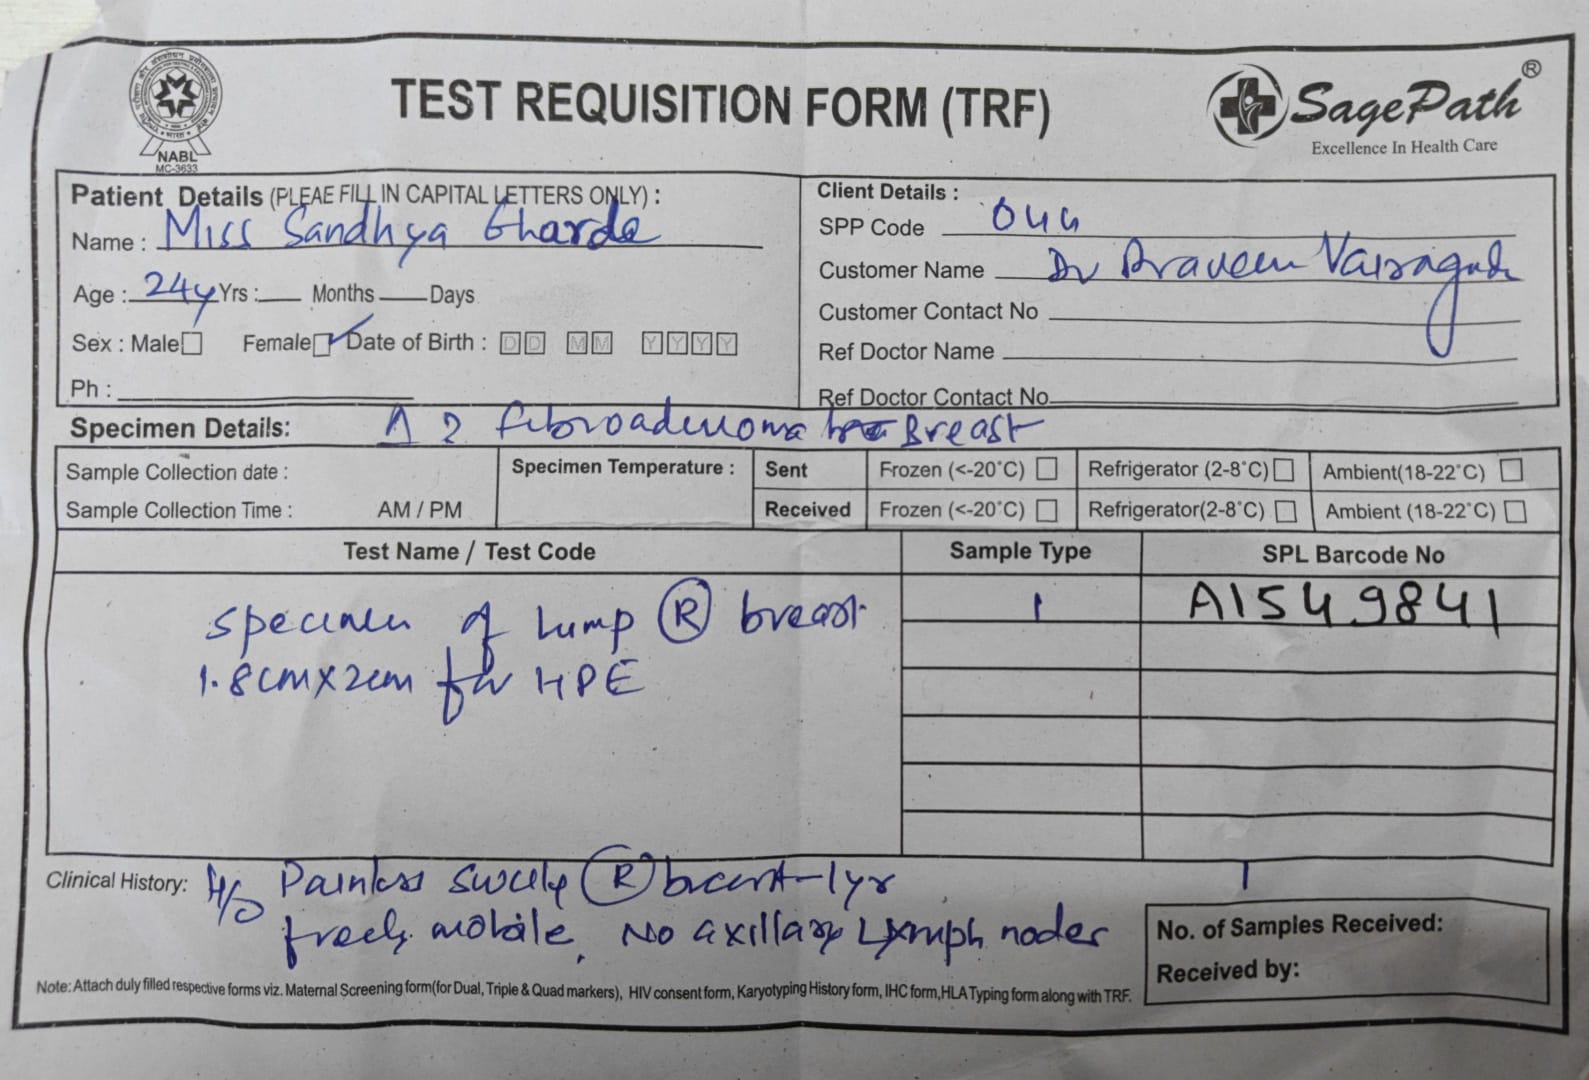 TEST REQUISITION FORM (TRF)
NABL
MC-3633
SagePath®
Excellence In Health Care
Patient Details (PLEAE FILL IN CAPITAL LETTERS ONLY) :
Name : Miss Sandhya Gharde
Age : 24y Yrs : Months Days
Sex : Male Female ✓ Date of Birth : DD MM YYYY
Ph :
Client Details :
SPP Code 044
Customer Name Dr Praveen
Customer Contact No
Ref Doctor Name
Ref Doctor Contact No
Specimen Details: Δ ? fibroadenoma Breast
Sample Collection date :
Sample Collection Time : AM / PM
Specimen Temperature :
Sent Frozen (<-20°C) Refrigerator (2-8°C) Ambient(18-22°C)
Received Frozen (<-20°C) Refrigerator(2-8°C) Ambient (18-22°C)
Test Name / Test Code Sample Type SPL Barcode No
specimen of Lump Ⓡ breast 1 A1549841
1.8cmx2cm for HPE
Clinical History: H/o Painless swelling Ⓡ breast - 1yr 1
freely mobile, No axillary Lymph nodes
No. of Samples Received:
Received by:
Note: Attach duly filled respective forms viz. Maternal Screening form(for Dual, Triple & Quad markers), HIV consent form, Karyotyping History form, IHC form,HLA Typing form along with TRF.